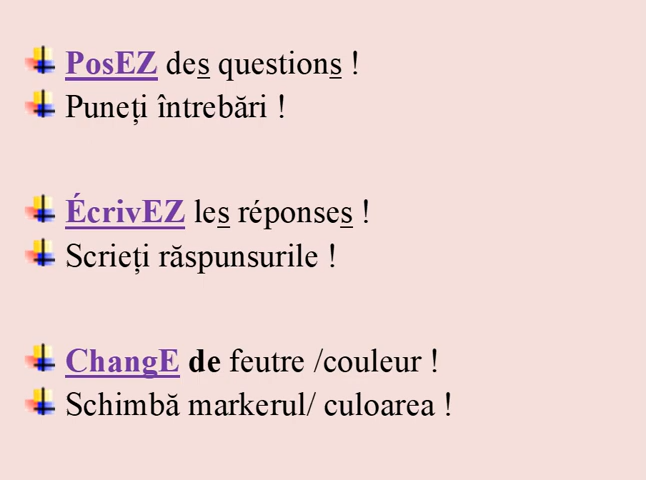 PosEZ des questions !
Puneți întrebări !
ÉcrivEZ les réponses !
Scrieți răspunsurile !
ChangE de feutre /couleur !
Schimbă markerul/ culoarea !